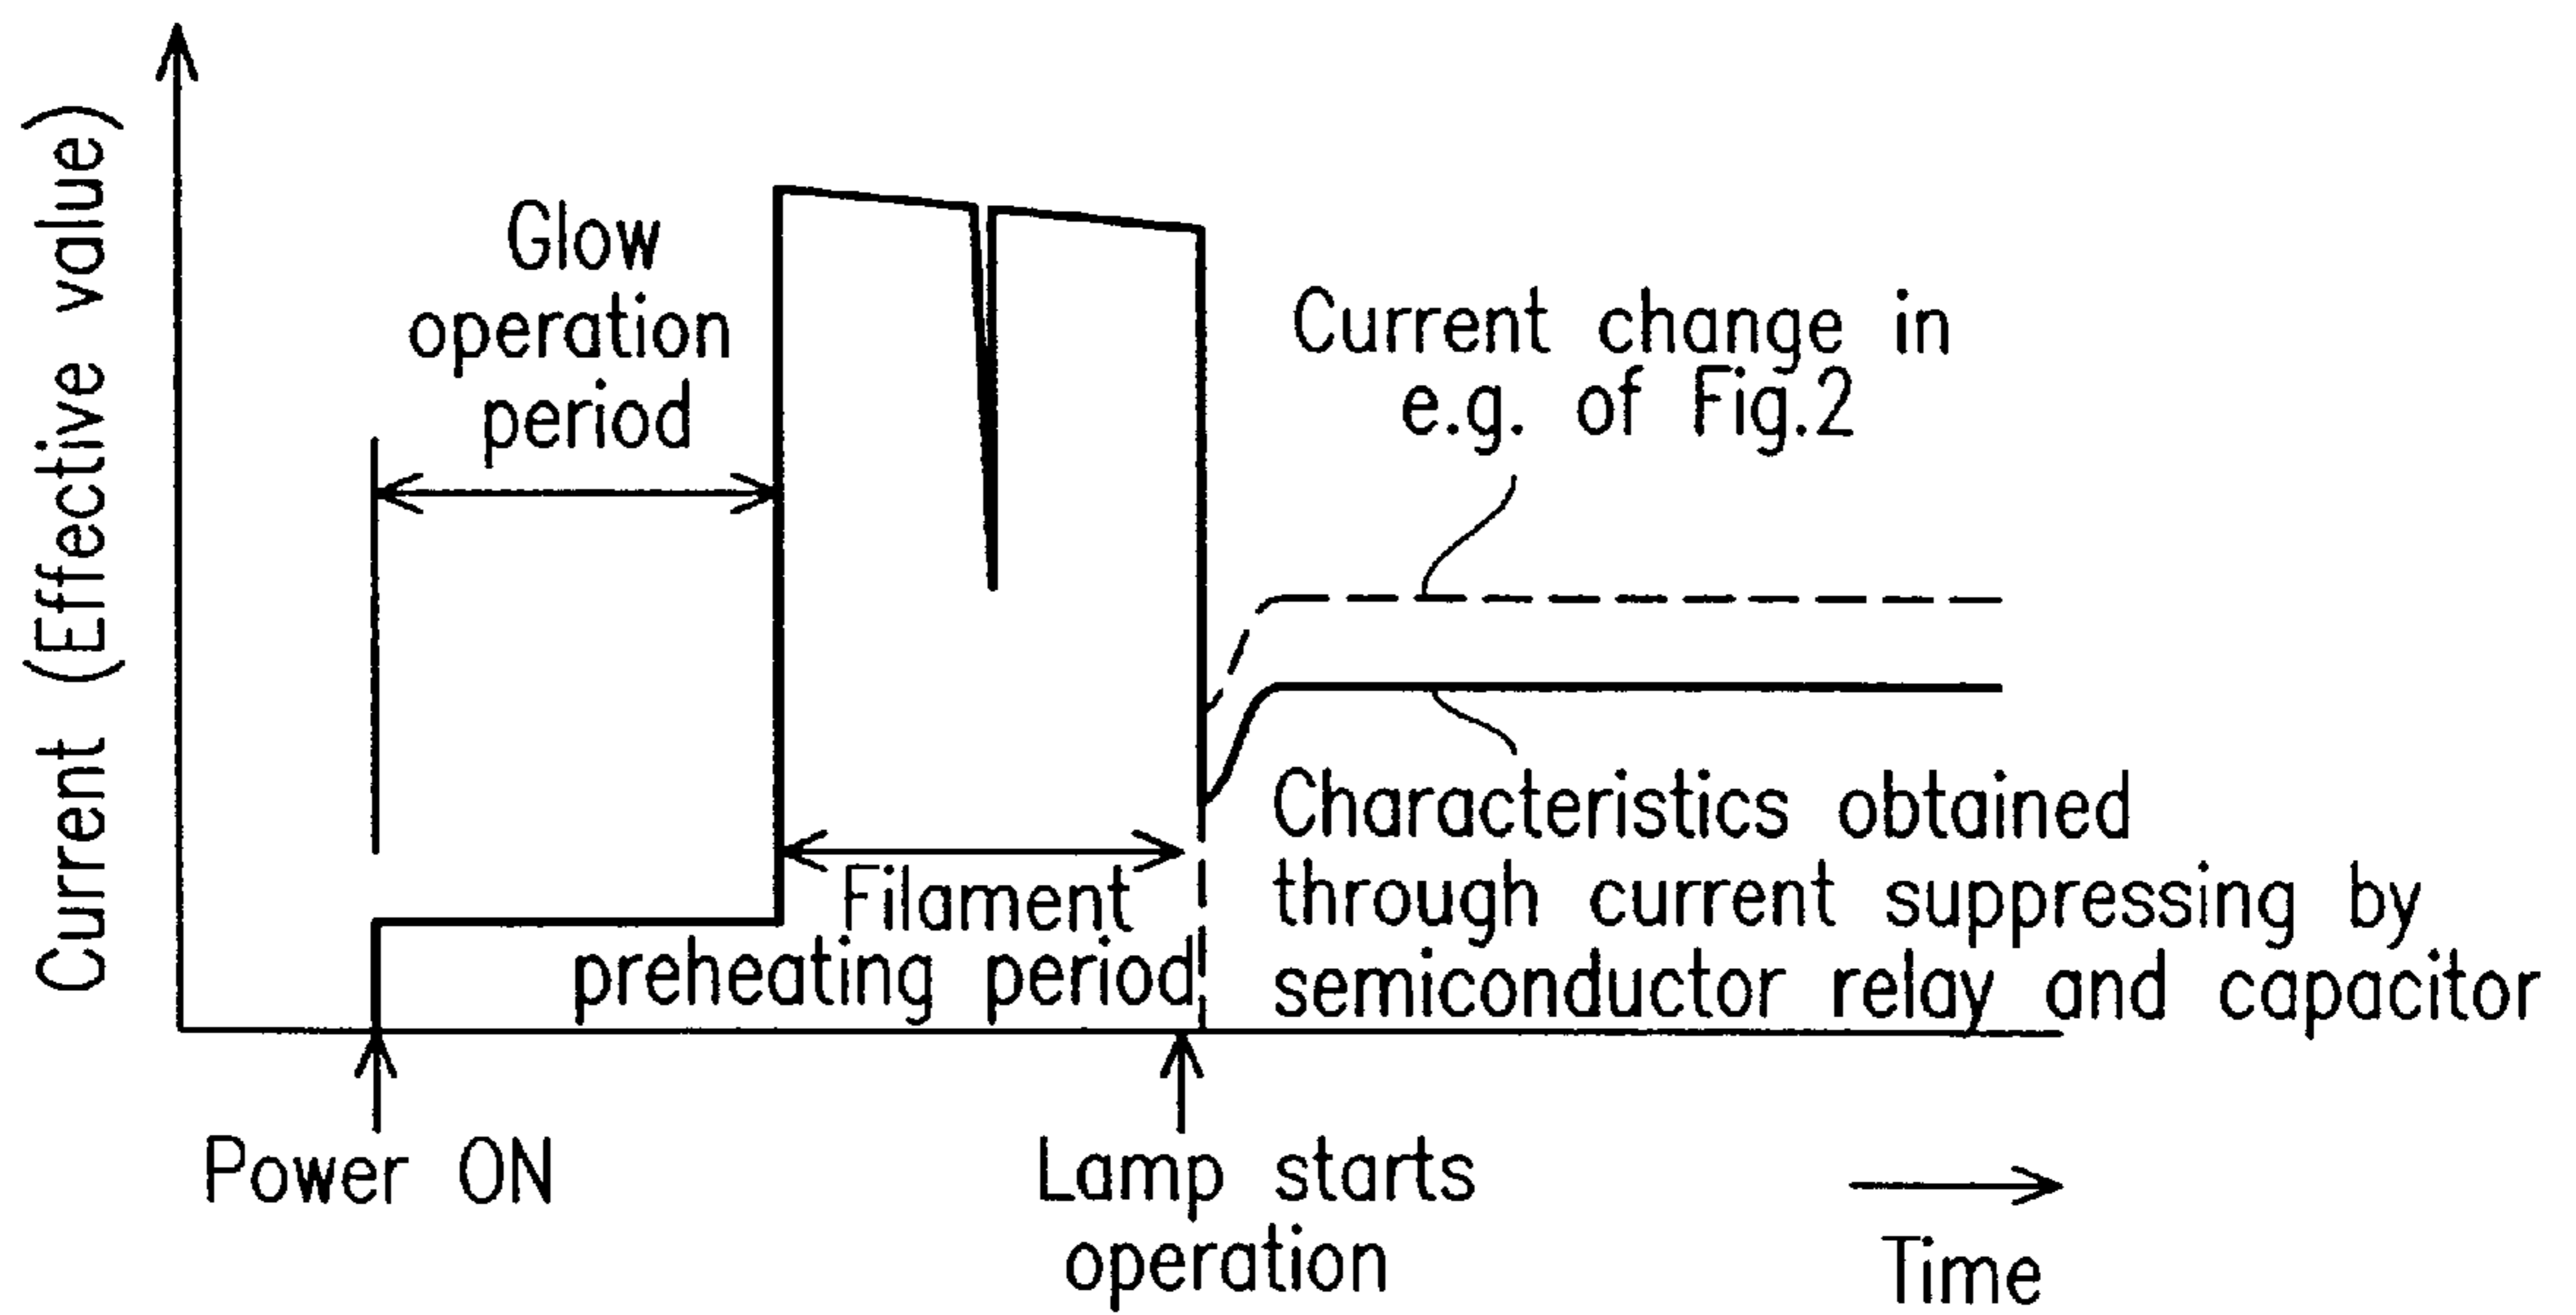 Current (Effective value)
Glow
operation
period
Current change in
e.g. of Fig.2
Filament
preheating period
Characteristics obtained
through current suppressing by
semiconductor relay and capacitor
Power ON
Lamp starts
operation
Time